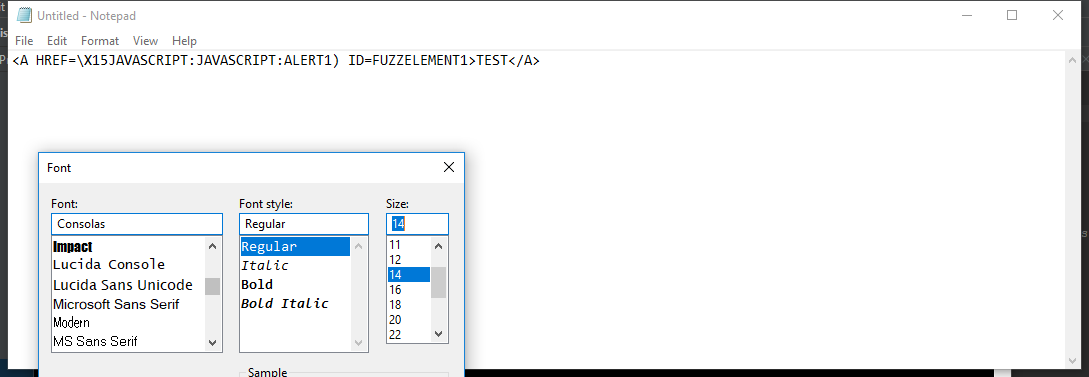 Untitled - Notepad
File Edit Format View Help
<A HREF=\X15JAVASCRIPT:JAVASCRIPT:ALERT1) ID=FUZZELEMENT1>TEST</A>
Font
Font: Font style: Size:
Consolas Regular 14
Impact Regular 11
Lucida Console Italic 12
Lucida Sans Unicode Bold 14
Microsoft Sans Serif Bold Italic 16
Modern 18
MS Sans Serif 20
22
Sample